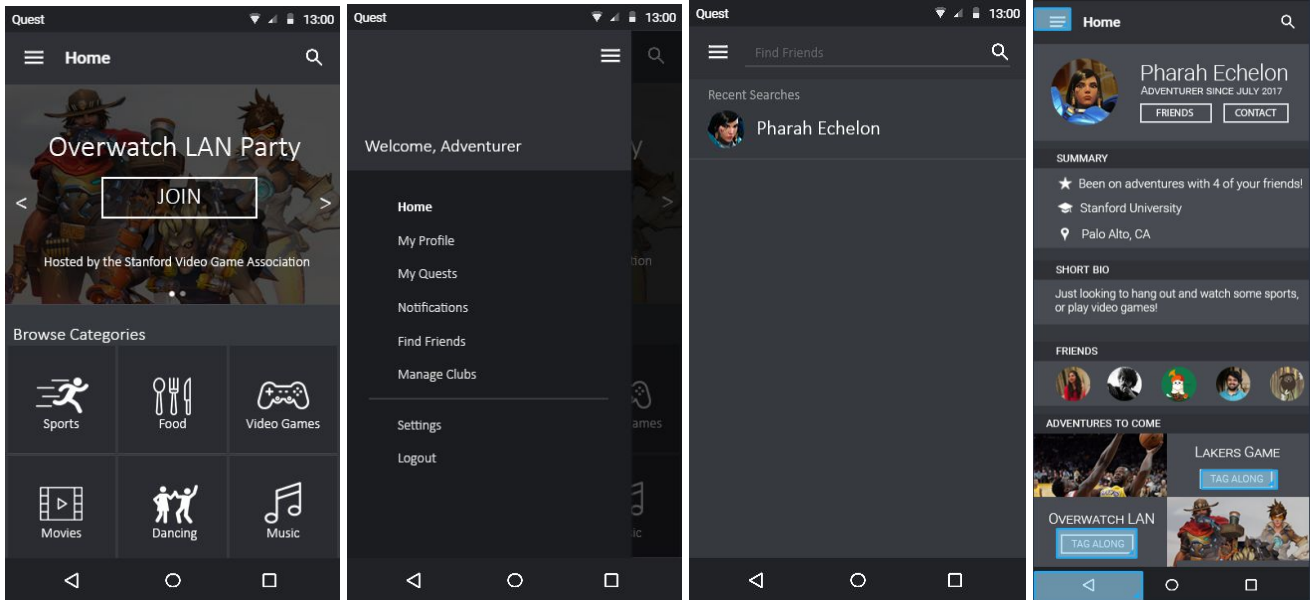 Quest
13:00
Home
Overwatch LAN Party
JOIN
<
>
Hosted by the Stanford Video Game Association
Browse Categories
Sports
Food
Video Games
Movies
Dancing
Music
Quest
13:00
Welcome, Adventurer
y
Home
>
My Profile
My Quests
tion
Notifications
Find Friends
Manage Clubs
Settings
ames
Logout
ic
Quest
13:00
Find Friends
Recent Searches
Pharah Echelon
Home
Pharah Echelon
ADVENTURER SINCE JULY 2017
FRIENDS
CONTACT
SUMMARY
Been on adventures with 4 of your friends!
Stanford University
Palo Alto, CA
SHORT BIO
Just looking to hang out and watch some sports,
or play video games!
FRIENDS
ADVENTURES TO COME
LAKERS GAME
TAG ALONG
OVERWATCH LAN
TAG ALONG